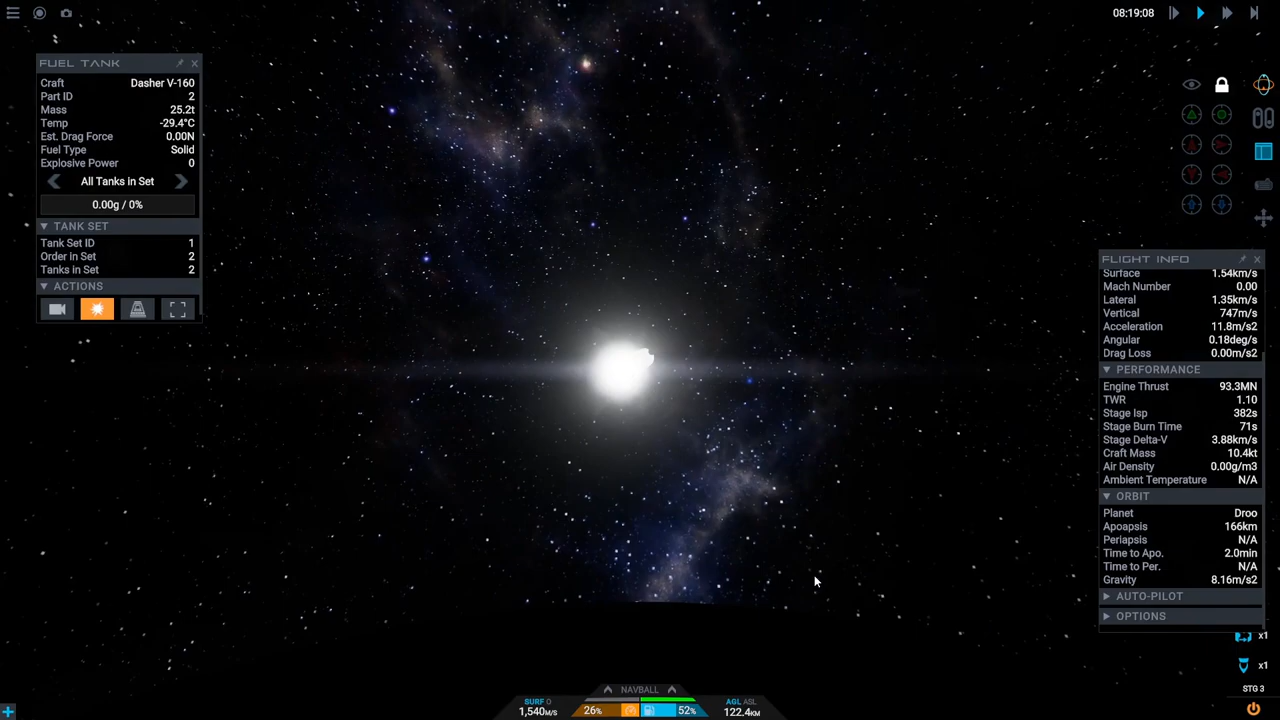 08:19:08
FUEL TANK
Craft Dasher V-160
Part ID 2
Mass 25.2t
Temp -29.4°C
Est. Drag Force 0.00N
Fuel Type Solid
Explosive Power 0
All Tanks in Set
0.00g / 0%
TANK SET
Tank Set ID 1
Order in Set 2
Tanks in Set 2
ACTIONS
FLIGHT INFO
Surface 1.54km/s
Mach Number 0.00
Lateral 1.35km/s
Vertical 747m/s
Acceleration 11.8m/s2
Angular 0.18deg/s
Drag Loss 0.00m/s2
PERFORMANCE
Engine Thrust 93.3MN
TWR 1.10
Stage Isp 382s
Stage Burn Time 71s
Stage Delta-V 3.88km/s
Craft Mass 10.4kt
Air Density 0.00g/m3
Ambient Temperature N/A
ORBIT
Planet Droo
Apoapsis 166km
Periapsis N/A
Time to Apo. 2.0min
Time to Per. N/A
Gravity 8.16m/s2
AUTO-PILOT
OPTIONS
x1
x1
STG 3
NAVBALL
SURF O
1,540M/S
26%
52%
AGL ASL
122.4KM